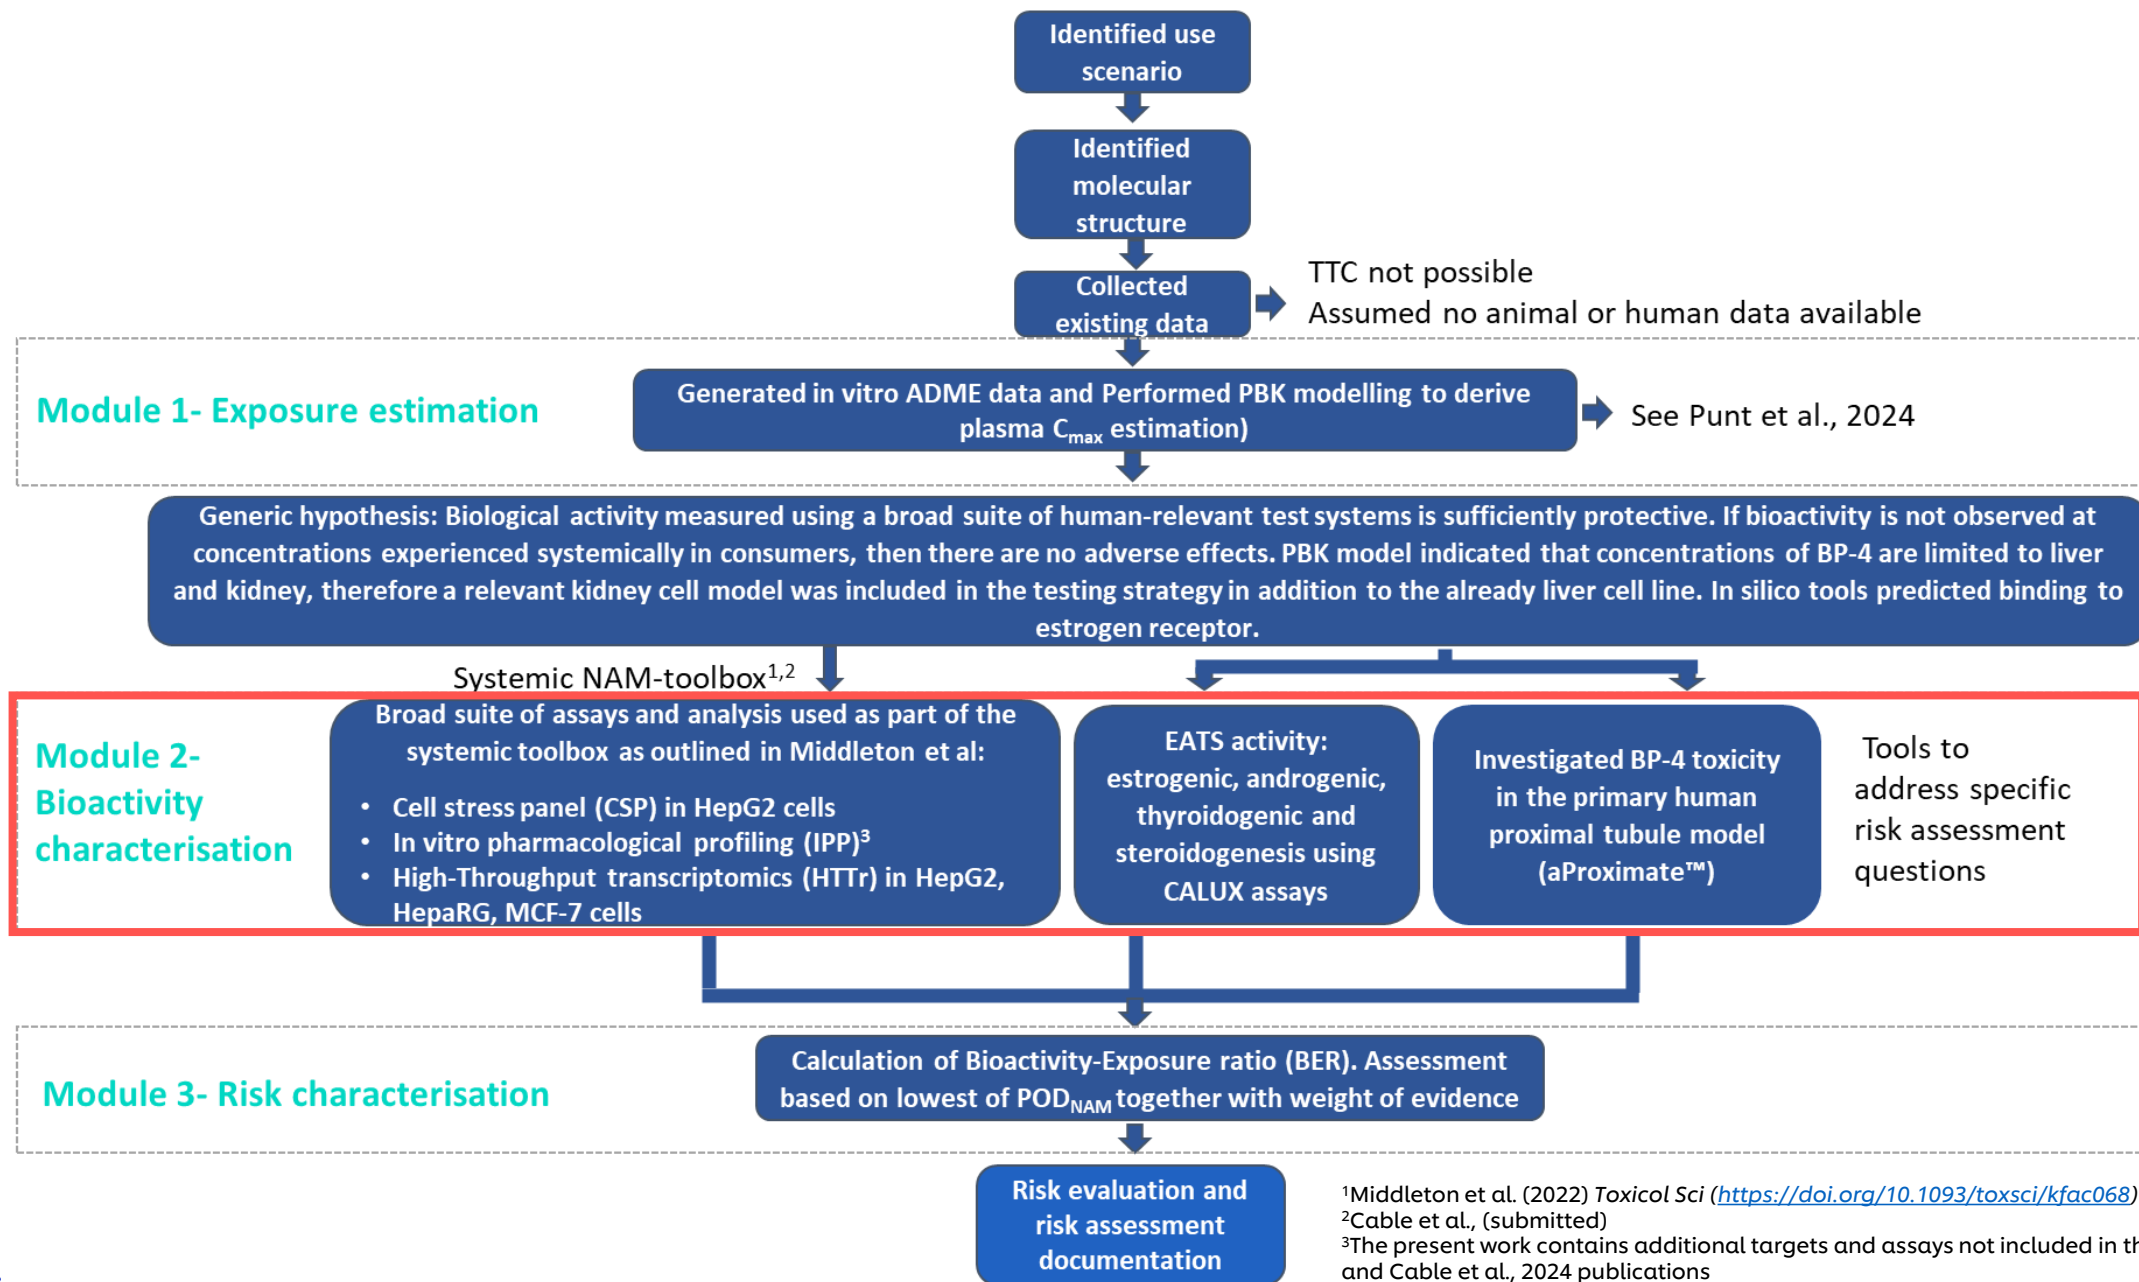 Identified use
scenario
Identified
molecular
structure
Collected
existing data
TTC not possible
Assumed no animal or human data available
Module 1- Exposure estimation
Generated in vitro ADME data and Performed PBK modelling to derive
plasma Cmax estimation)
See Punt et al., 2024
Generic hypothesis: Biological activity measured using a broad suite of human-relevant test systems is sufficiently protective. If bioactivity is not observed at
concentrations experienced systemically in consumers, then there are no adverse effects. PBK model indicated that concentrations of BP-4 are limited to liver
and kidney, therefore a relevant kidney cell model was included in the testing strategy in addition to the already liver cell line. In silico tools predicted binding to
estrogen receptor.
Systemic NAM-toolbox1,2
Module 2-
Bioactivity
characterisation
Broad suite of assays and analysis used as part of the
systemic toolbox as outlined in Middleton et al:
• Cell stress panel (CSP) in HepG2 cells
• In vitro pharmacological profiling (IPP)3
• High-Throughput transcriptomics (HTTr) in HepG2,
HepaRG, MCF-7 cells
EATS activity:
estrogenic, androgenic,
thyroidogenic and
steroidogenesis using
CALUX assays
Investigated BP-4 toxicity
in the primary human
proximal tubule model
(aProximate™)
Tools to
address specific
risk assessment
questions
Module 3- Risk characterisation
Calculation of Bioactivity-Exposure ratio (BER). Assessment
based on lowest of PODNAM together with weight of evidence
Risk evaluation and
risk assessment
documentation
1Middleton et al. (2022) Toxicol Sci (https://doi.org/10.1093/toxsci/kfac068)
2Cable et al., (submitted)
3The present work contains additional targets and assays not included in
and Cable et al., 2024 publications